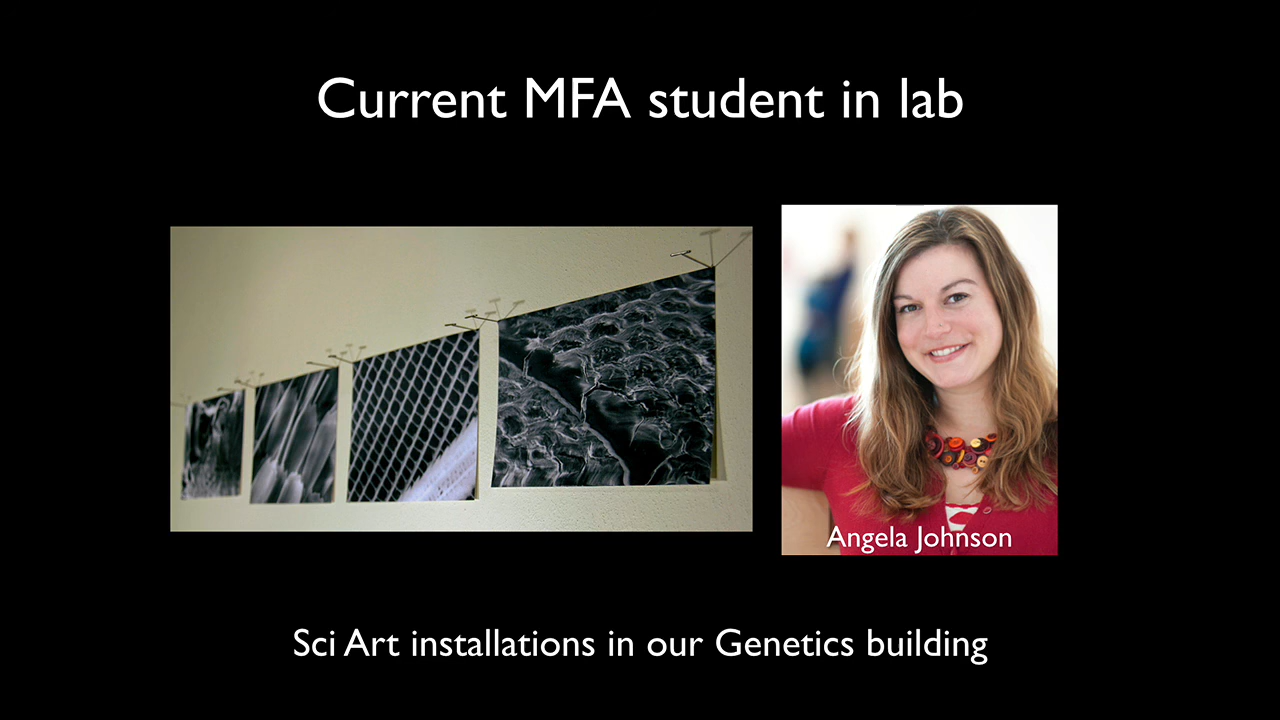 Current MFA student in lab
Angela Johnson
Sci Art installations in our Genetics building